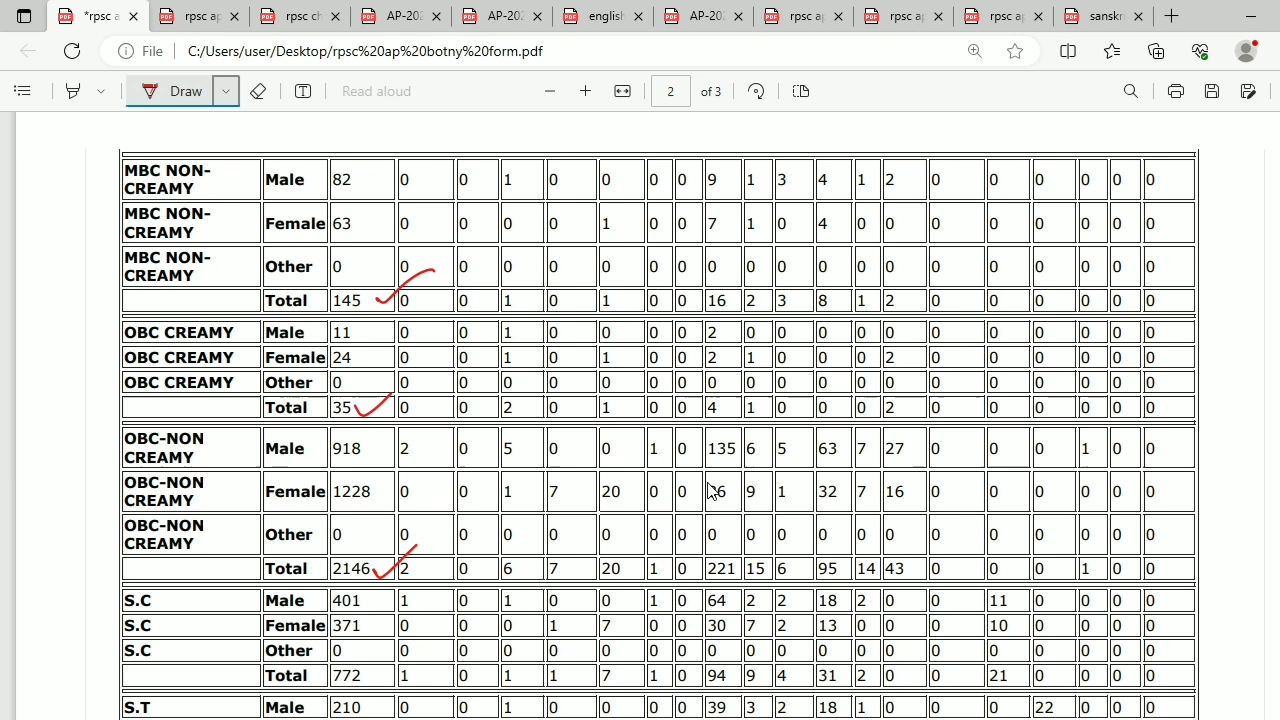 *rpsc a
rpsc ap
rpsc ch
AP-202
AP-202
english
AP-202
rpsc ap
rpsc ap
rpsc ap
sanskri
File
C:/Users/user/Desktop/rpsc%20ap%20botny%20form.pdf
Draw
Read aloud
2 of 3
MBC NON-CREAMY Male 82 0 0 1 0 0 0 0 9 1 3 4 1 2 0 0 0 0 0 0
MBC NON-CREAMY Female 63 0 0 0 0 1 0 0 7 1 0 4 0 0 0 0 0 0 0 0
MBC NON-CREAMY Other 0 0 0 0 0 0 0 0 0 0 0 0 0 0 0 0 0 0 0 0
Total 145 0 0 1 0 1 0 0 16 2 3 8 1 2 0 0 0 0 0 0
OBC CREAMY Male 11 0 0 1 0 0 0 0 2 0 0 0 0 0 0 0 0 0 0 0
OBC CREAMY Female 24 0 0 1 0 1 0 0 2 1 0 0 0 2 0 0 0 0 0 0
OBC CREAMY Other 0 0 0 0 0 0 0 0 0 0 0 0 0 0 0 0 0 0 0 0
Total 35 0 0 2 0 1 0 0 4 1 0 0 0 2 0 0 0 0 0 0
OBC-NON CREAMY Male 918 2 0 5 0 0 1 0 135 6 5 63 7 27 0 0 0 1 0 0
OBC-NON CREAMY Female 1228 0 0 1 7 20 0 0 9 1 32 7 16 0 0 0 0 0 0
OBC-NON CREAMY Other 0 0 0 0 0 0 0 0 0 0 0 0 0 0 0 0 0 0 0 0
Total 2146 2 0 6 7 20 1 0 221 15 6 95 14 43 0 0 0 1 0 0
S.C Male 401 1 0 1 0 0 1 0 64 2 2 18 2 0 0 11 0 0 0 0
S.C Female 371 0 0 0 1 7 0 0 30 7 2 13 0 0 0 10 0 0 0 0
S.C Other 0 0 0 0 0 0 0 0 0 0 0 0 0 0 0 0 0 0 0 0
Total 772 1 0 1 1 7 1 0 94 9 4 31 2 0 0 21 0 0 0 0
S.T Male 210 0 0 1 0 0 0 0 39 3 2 18 1 0 0 0 22 0 0 0